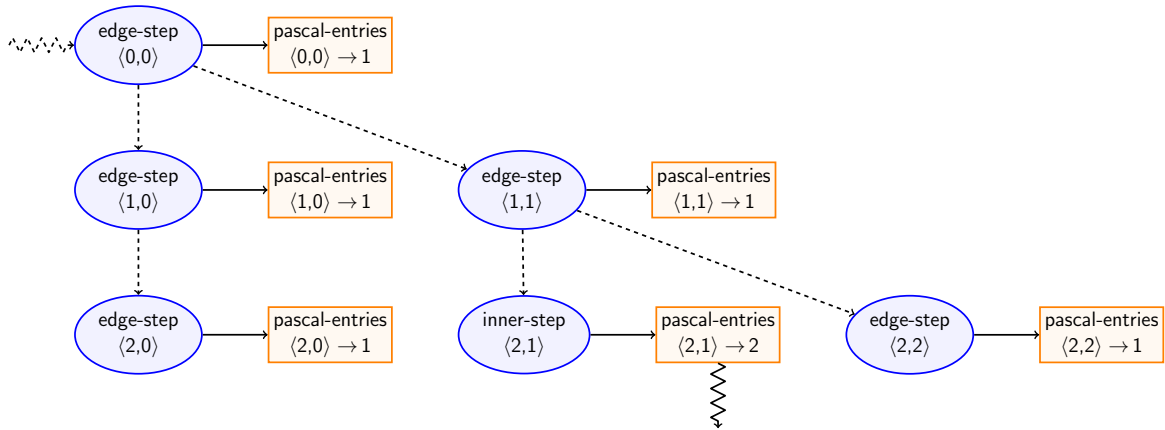 edge-step
⟨0,0⟩
pascal-entries
⟨0,0⟩ → 1
edge-step
⟨1,0⟩
pascal-entries
⟨1,0⟩ → 1
edge-step
⟨1,1⟩
pascal-entries
⟨1,1⟩ → 1
edge-step
⟨2,0⟩
pascal-entries
⟨2,0⟩ → 1
inner-step
⟨2,1⟩
pascal-entries
⟨2,1⟩ → 2
edge-step
⟨2,2⟩
pascal-entries
⟨2,2⟩ → 1